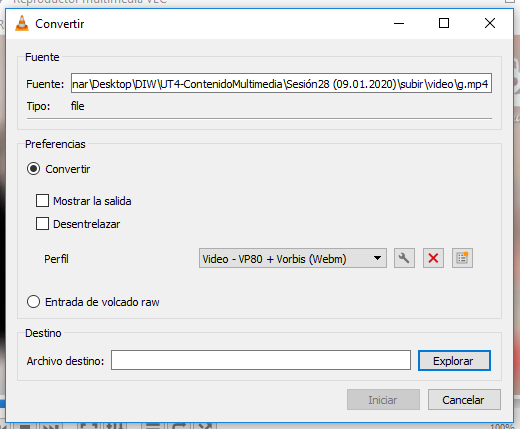 Reproductor multimedia VLC
Convertir
Fuente
Fuente: nar\Desktop\DIW\UT4-ContenidoMultimedia\Sesión28 (09.01.2020)\subir\video\g.mp4
Tipo: file
Preferencias
Convertir
Mostrar la salida
Desentrelazar
Perfil Video - VP80 + Vorbis (Webm)
Entrada de volcado raw
Destino
Archivo destino: Explorar
Iniciar Cancelar
100%